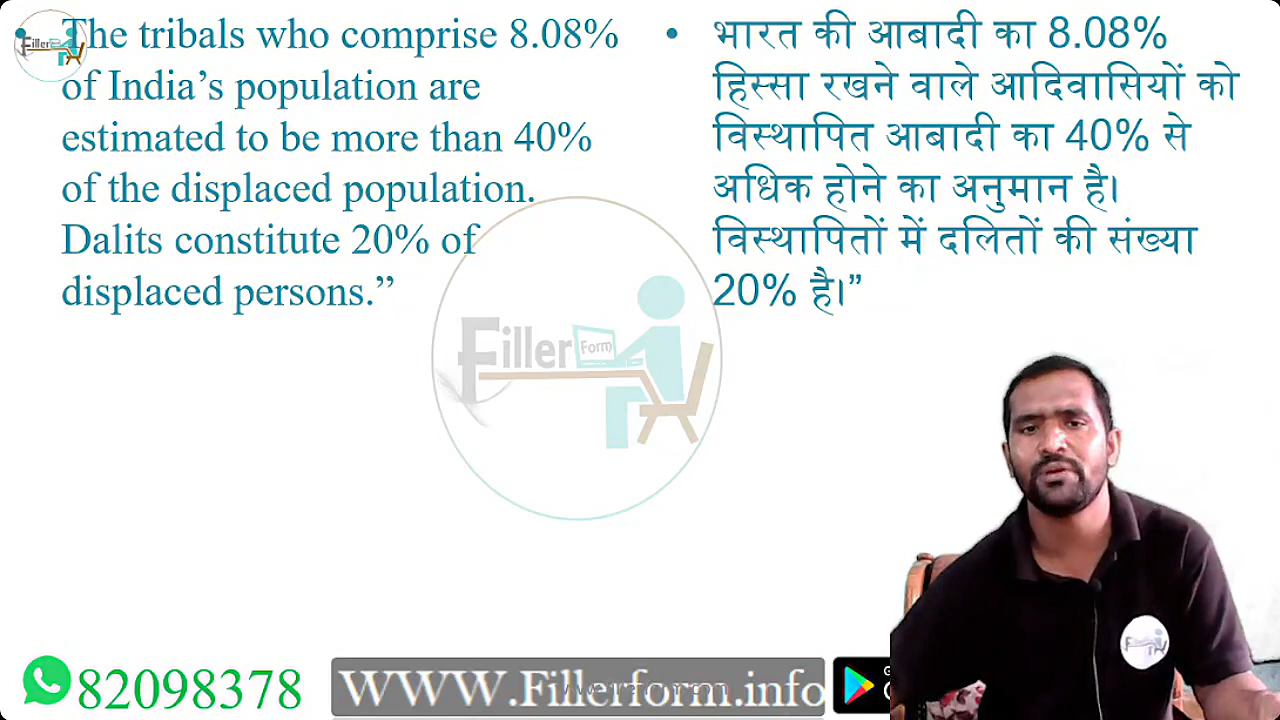 • The tribals who comprise 8.08%
of India’s population are
estimated to be more than 40%
of the displaced population.
Dalits constitute 20% of
displaced persons.”
• भारत की आबादी का 8.08%
हिस्सा रखने वाले आदिवासियों को
विस्थापित आबादी का 40% से
अधिक होने का अनुमान है।
विस्थापितों में दलितों की संख्या
20% है।”
Filler Form
82098378
WWW.Fillerform.info